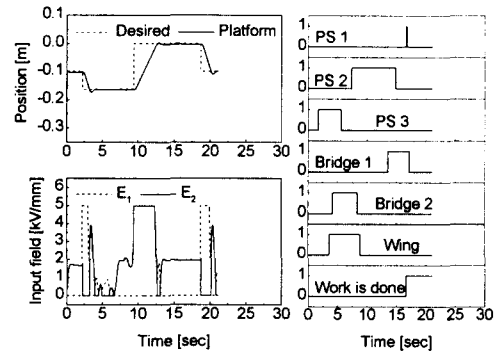 Desired Platform
Position [m]
0.1
0.0
-0.1
-0.2
-0.3
0 5 10 15 20 25 30
Time [sec]
E1 E2
Input field [kV/mm]
6
5
4
3
2
1
0
0 5 10 15 20 25 30
Time [sec]
PS 1
1
0
PS 2
1
0
PS 3
1
0
Bridge 1
1
0
Bridge 2
1
0
Wing
1
0
Work is done
1
0
0 5 10 15 20 25 30
Time [sec]